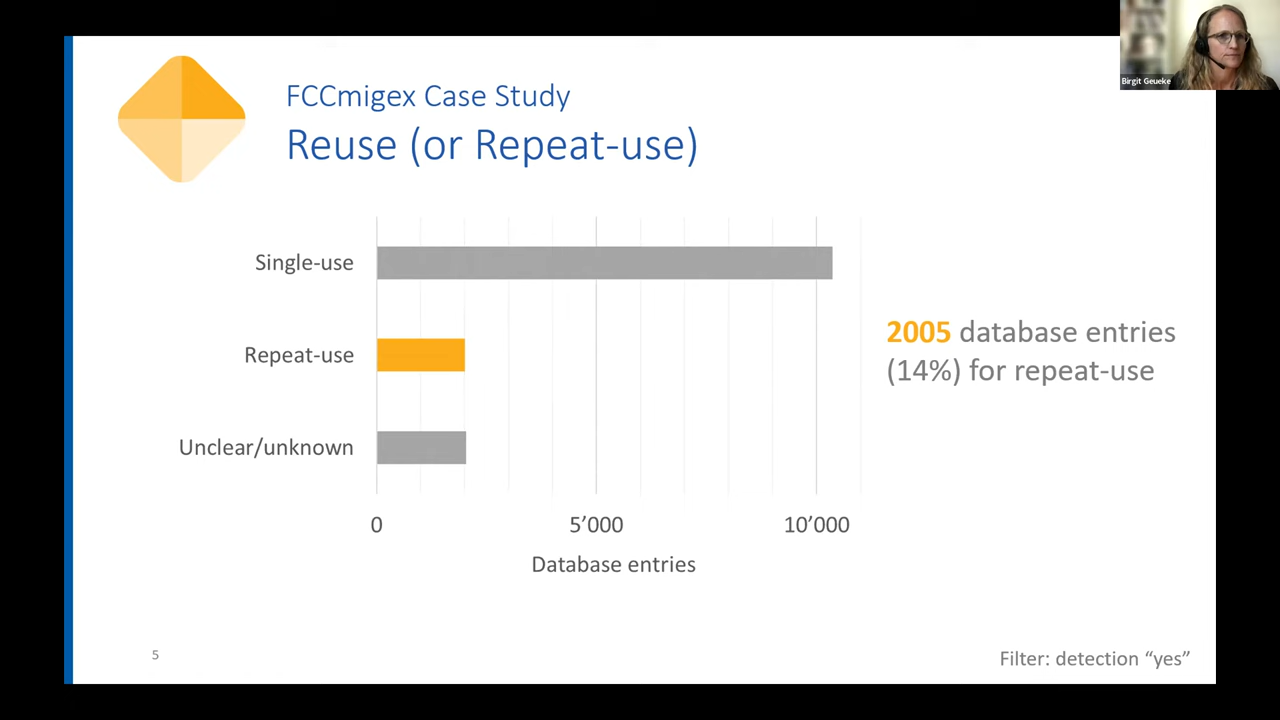 Birgit Geueke
FCCmigex Case Study
Reuse (or Repeat-use)
Single-use
Repeat-use
Unclear/unknown
0
5’000
10’000
Database entries
2005 database entries
(14%) for repeat-use
5
Filter: detection “yes”